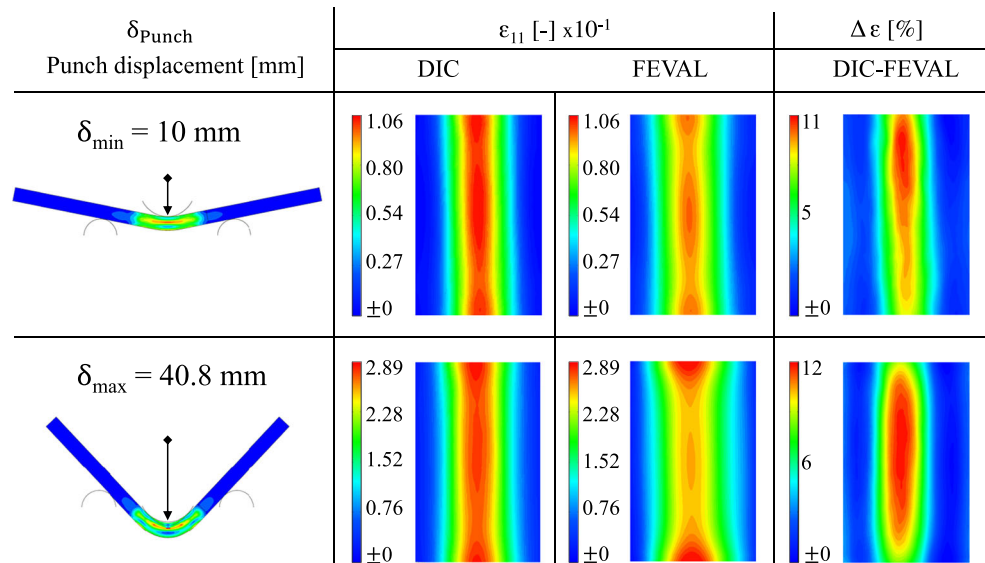 δPunch
Punch displacement [mm]
ε11 [-] x10-1
Δ ε [%]
DIC
FEVAL
DIC-FEVAL
δmin = 10 mm
1.06
0.80
0.54
0.27
±0
1.06
0.80
0.54
0.27
±0
11
5
±0
δmax = 40.8 mm
2.89
2.28
1.52
0.76
±0
2.89
2.28
1.52
0.76
±0
12
6
±0